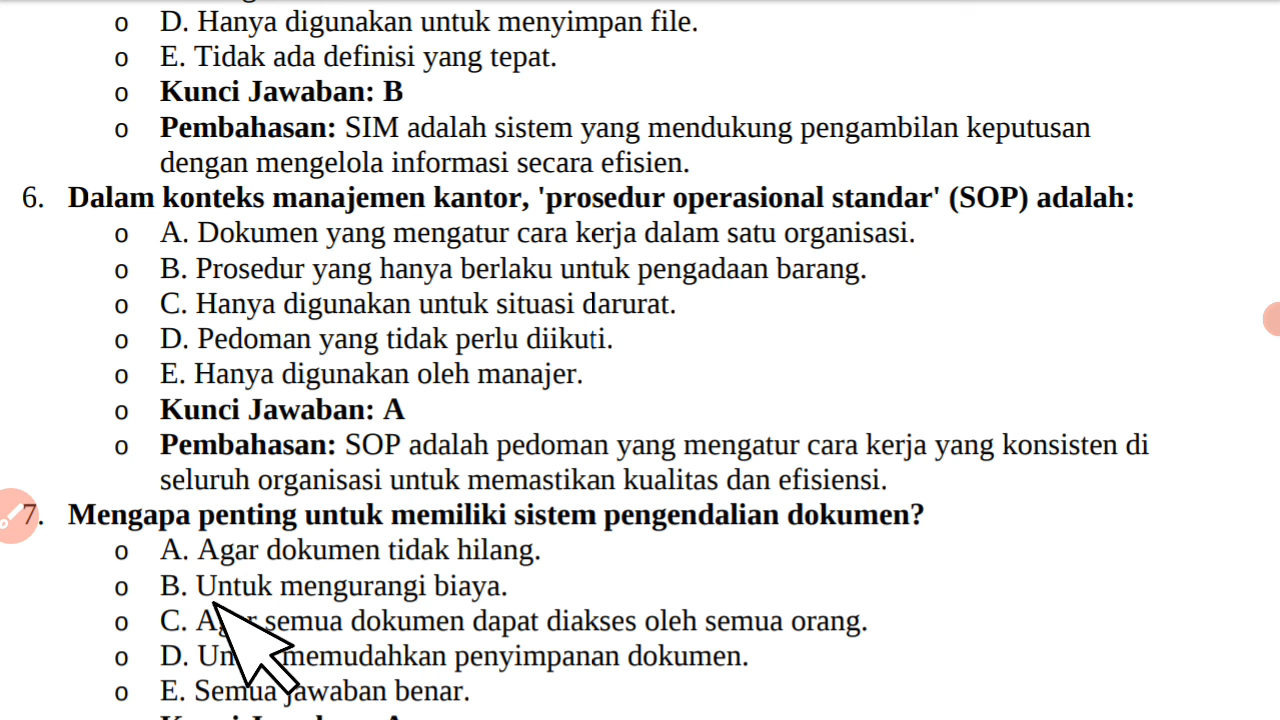 o D. Hanya digunakan untuk menyimpan file.
o E. Tidak ada definisi yang tepat.
o Kunci Jawaban: B
o Pembahasan: SIM adalah sistem yang mendukung pengambilan keputusan
dengan mengelola informasi secara efisien.
6. Dalam konteks manajemen kantor, 'prosedur operasional standar' (SOP) adalah:
o A. Dokumen yang mengatur cara kerja dalam satu organisasi.
o B. Prosedur yang hanya berlaku untuk pengadaan barang.
o C. Hanya digunakan untuk situasi darurat.
o D. Pedoman yang tidak perlu diikuti.
o E. Hanya digunakan oleh manajer.
o Kunci Jawaban: A
o Pembahasan: SOP adalah pedoman yang mengatur cara kerja yang konsisten di
seluruh organisasi untuk memastikan kualitas dan efisiensi.
7. Mengapa penting untuk memiliki sistem pengendalian dokumen?
o A. Agar dokumen tidak hilang.
o B. Untuk mengurangi biaya.
o C. Agar semua dokumen dapat diakses oleh semua orang.
o D. Untuk memudahkan penyimpanan dokumen.
o E. Semua jawaban benar.